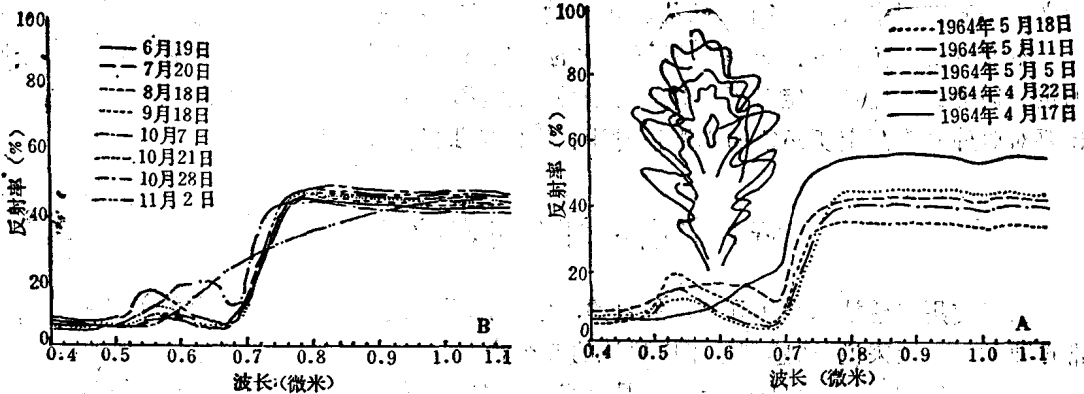 100
80
60
40
20
0
反射率 (%)
6月19日
7月20日
8月18日
9月18日
10月7日
10月21日
10月28日
11月2日
B
0.4 0.5 0.6 0.7 0.8 0.9 1.0 1.1
波长 (微米)
100
80
60
40
20
0
反射率 (%)
1964年5月18日
1964年5月11日
1964年5月5日
1964年4月22日
1964年4月17日
A
0.4 0.5 0.6 0.7 0.8 0.9 1.0 1.1
波长 (微米)